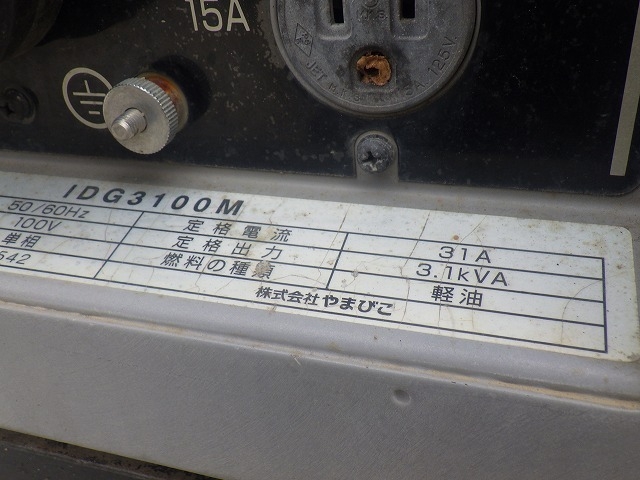 15A
JET
125V
IDG3100M
50/60Hz 定格電流 31A
100V 定格出力 3.1kVA
単相 燃料の種類 軽油
542
株式会社やまびこ